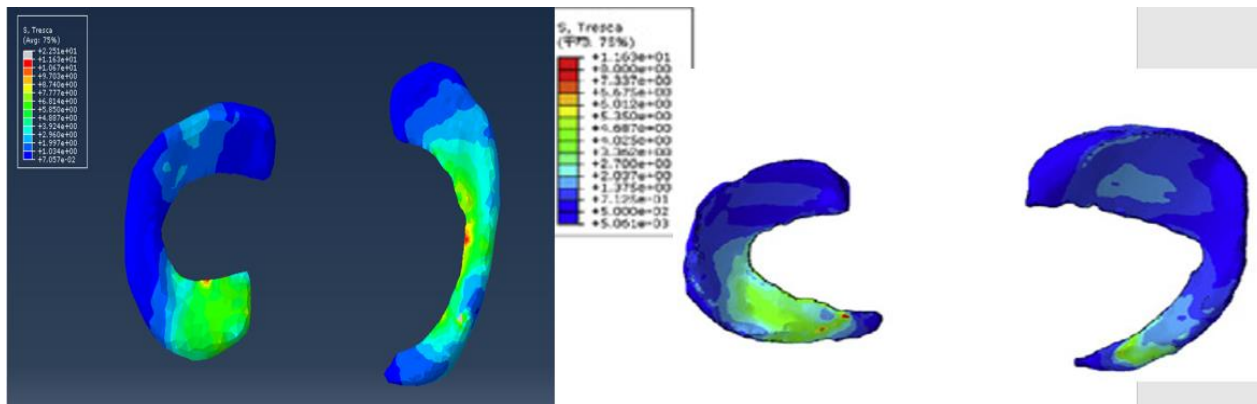 S, Tresca
(Avg: 75%)
+2.251e+01
+1.163e+01
+1.067e+01
+9.703e+00
+8.740e+00
+7.777e+00
+6.814e+00
+5.850e+00
+4.887e+00
+3.924e+00
+2.960e+00
+1.997e+00
+1.034e+00
+7.057e-02
S, Tresca
(平均: 75%)
+1.163e+01
+8.000e+00
+7.337e+00
+6.675e+00
+6.012e+00
+5.350e+00
+4.687e+00
+4.025e+00
+3.362e+00
+2.700e+00
+2.037e+00
+1.375e+00
+7.125e-01
+5.000e-02
+5.061e-03